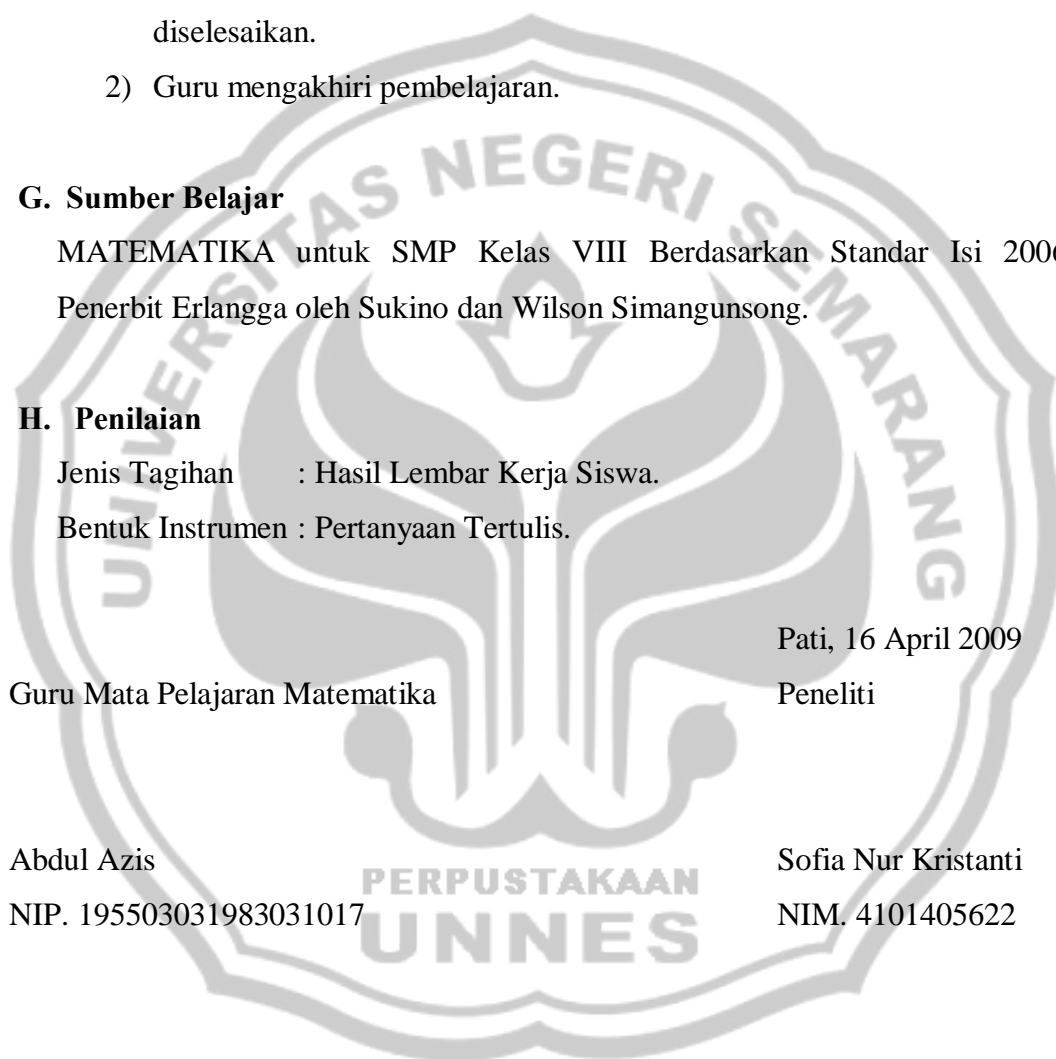 diselesaikan.
2) Guru mengakhiri pembelajaran.
G. Sumber Belajar
MATEMATIKA untuk SMP Kelas VIII Berdasarkan Standar Isi 2006
Penerbit Erlangga oleh Sukino dan Wilson Simangunsong.
H. Penilaian
Jenis Tagihan : Hasil Lembar Kerja Siswa.
Bentuk Instrumen : Pertanyaan Tertulis.
Pati, 16 April 2009
Guru Mata Pelajaran Matematika Peneliti
Abdul Azis Sofia Nur Kristanti
NIP. 195503031983031017 NIM. 4101405622
UNIVERSITAS NEGERI SEMARANG
PERPUSTAKAAN
UNNES